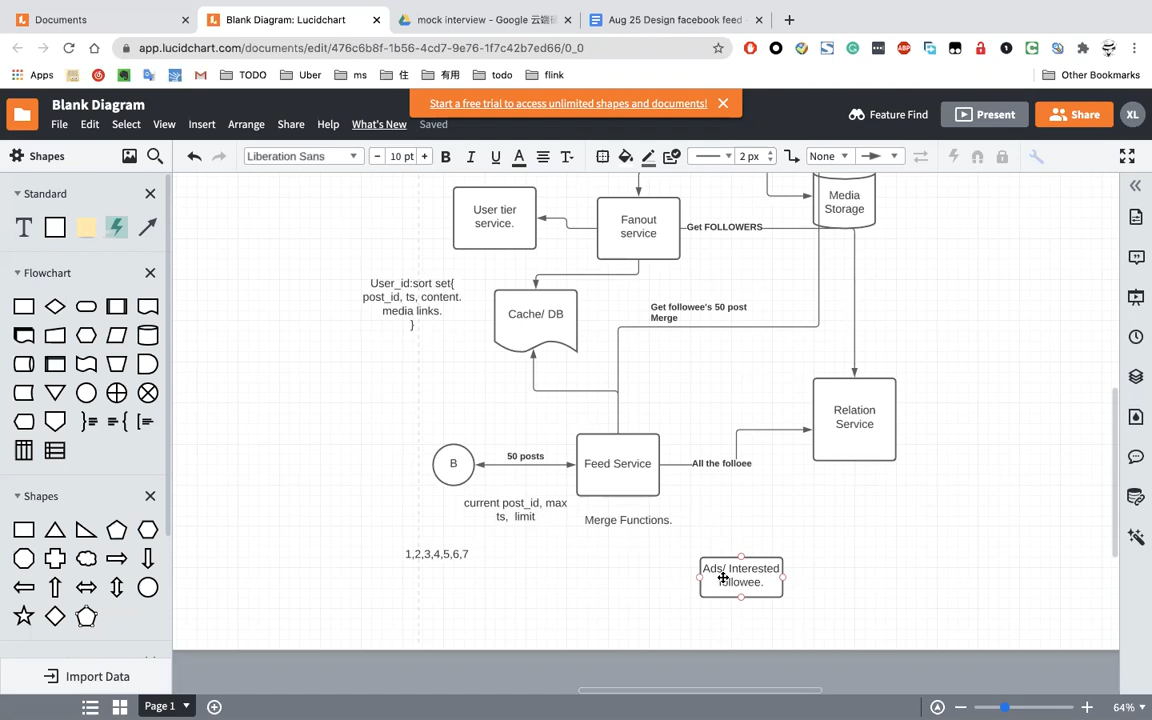 Documents
Blank Diagram: Lucidchart
mock interview - Google 云端硬
Aug 25 Design facebook feed -
app.lucidchart.com/documents/edit/476c6b8f-1b56-4cd7-9e76-1f7c42b7ed66/0_0
Apps
TODO
Uber
ms
住
有用
todo
flink
Other Bookmarks
Blank Diagram
Start a free trial to access unlimited shapes and documents!
File Edit Select View Insert Arrange Share Help What's New Saved
Feature Find
Present
Share
XL
Shapes
Liberation Sans
10 pt
2 px
None
Standard
Flowchart
Shapes
Import Data
User tier
service.
Fanout
service
Media
Storage
Get FOLLOWERS
User_id:sort set{
post_id, ts, content.
media links.
}
Cache/ DB
Get followee's 50 post
Merge
Relation
Service
B
50 posts
Feed Service
All the folloee
current post_id, max
ts, limit
Merge Functions.
1,2,3,4,5,6,7
Ads/ Interested
followee.
Page 1
64%